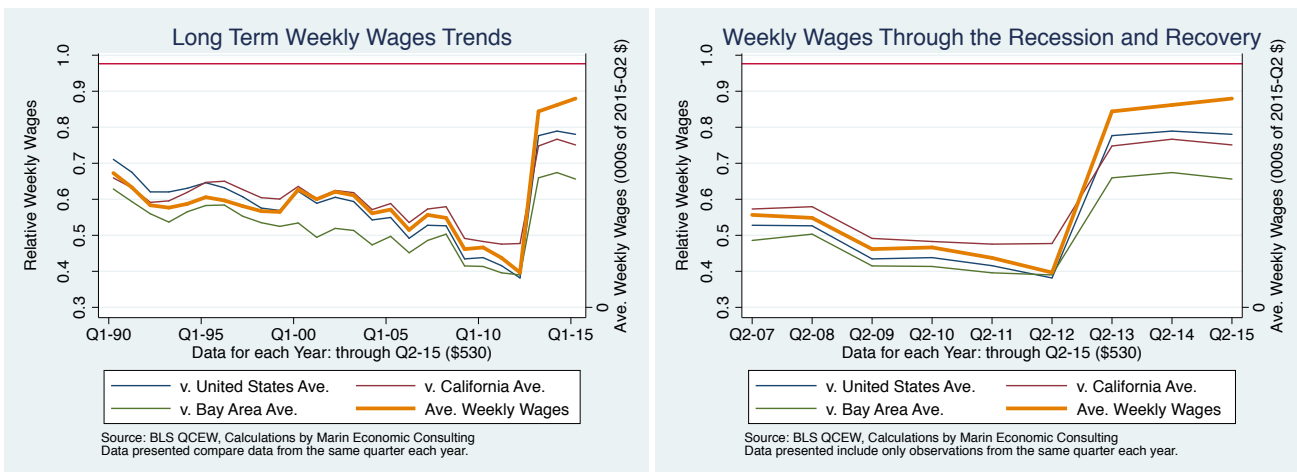 Long Term Weekly Wages Trends
Relative Weekly Wages
1.0
0.9
0.8
0.7
0.6
0.5
0.4
0.3
0
Ave. Weekly Wages (000s of 2015-Q2 $)
Q1-90 Q1-95 Q1-00 Q1-05 Q1-10 Q1-15
Data for each Year: through Q2-15 ($530)
v. United States Ave. v. California Ave.
v. Bay Area Ave. Ave. Weekly Wages
Source: BLS QCEW, Calculations by Marin Economic Consulting
Data presented compare data from the same quarter each year.
Weekly Wages Through the Recession and Recovery
Relative Weekly Wages
1.0
0.9
0.8
0.7
0.6
0.5
0.4
0.3
0
Ave. Weekly Wages (000s of 2015-Q2 $)
Q2-07 Q2-08 Q2-09 Q2-10 Q2-11 Q2-12 Q2-13 Q2-14 Q2-15
Data for each Year: through Q2-15 ($530)
v. United States Ave. v. California Ave.
v. Bay Area Ave. Ave. Weekly Wages
Source: BLS QCEW, Calculations by Marin Economic Consulting
Data presented include only observations from the same quarter each year.